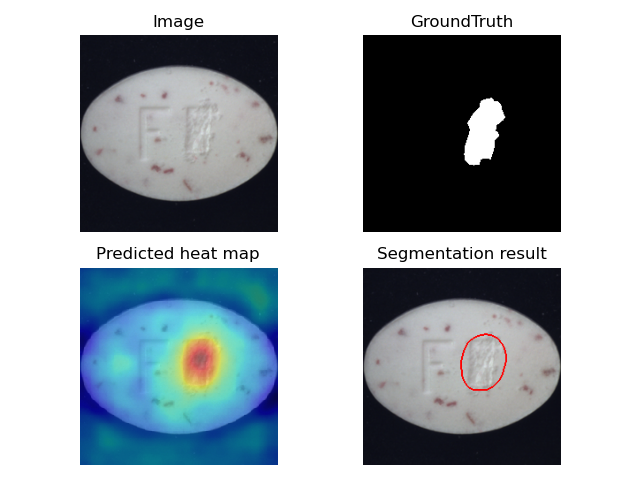 Image
GroundTruth
F
Predicted heat map
Segmentation result
F
F